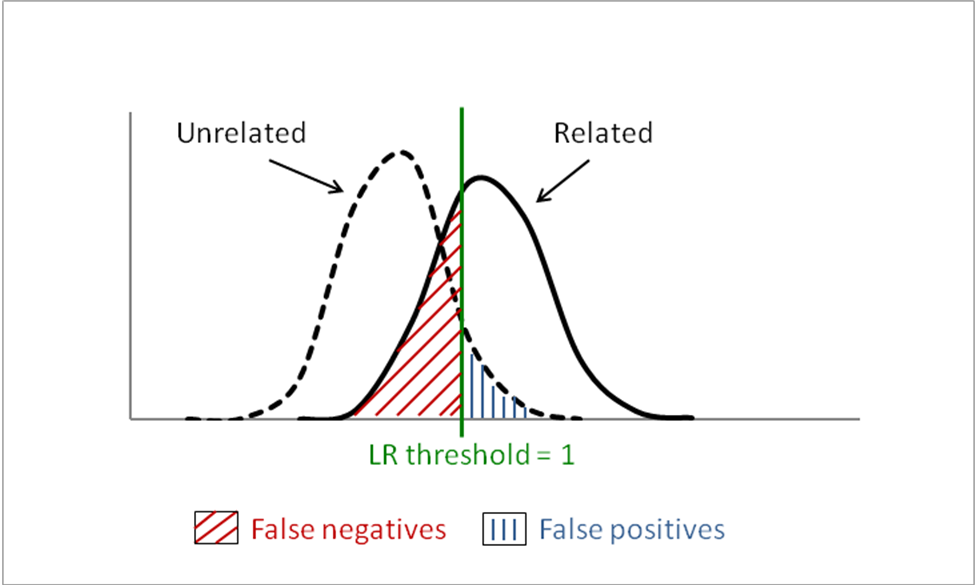 Unrelated
Related
LR threshold = 1
False negatives
False positives